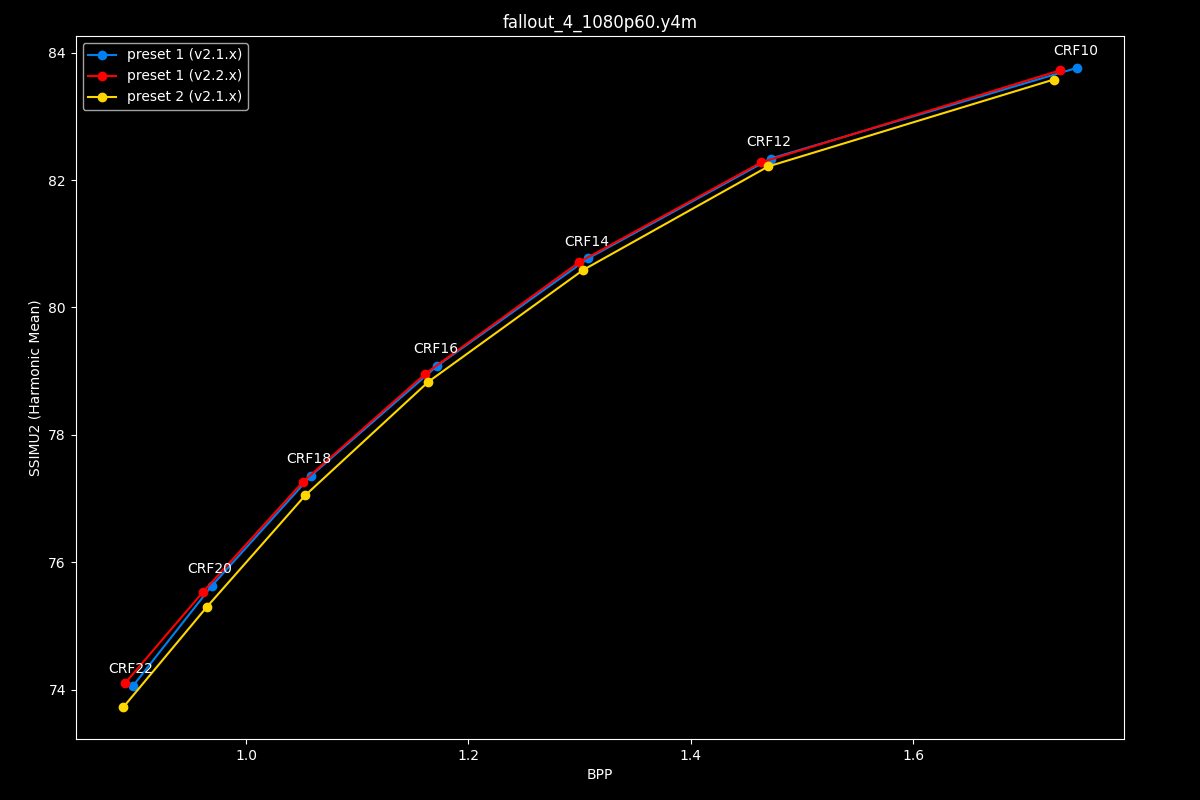 fallout_4_1080p60.y4m
preset 1 (v2.1.x)
preset 1 (v2.2.x)
preset 2 (v2.1.x)
CRF10
CRF12
CRF14
CRF16
CRF18
CRF20
CRF22
84
82
80
78
76
74
SSIMU2 (Harmonic Mean)
1.0
1.2
1.4
1.6
BPP